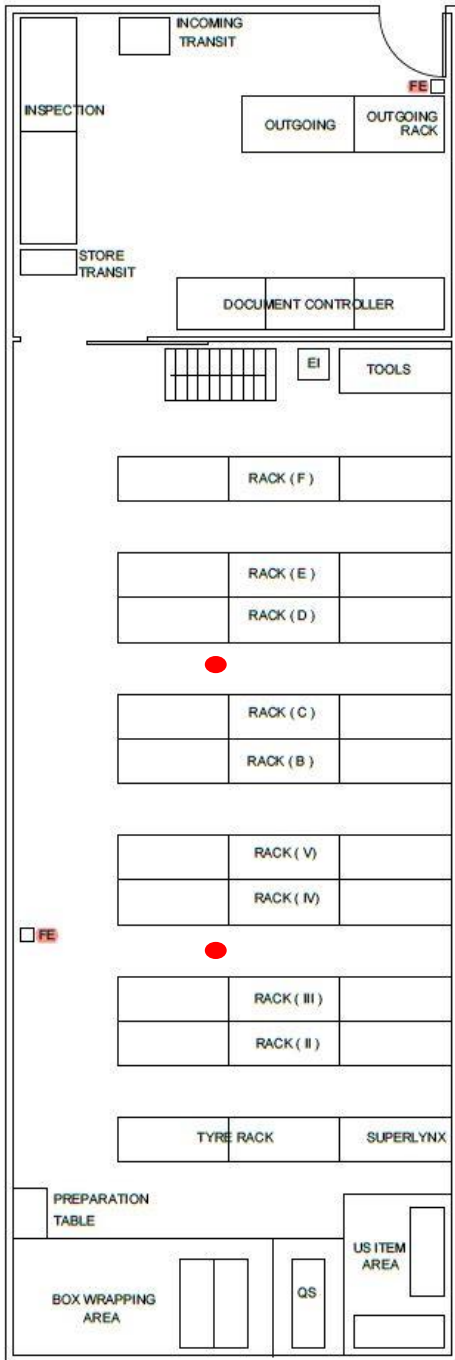 INCOMING
TRANSIT
FE
INSPECTION
OUTGOING
OUTGOING
RACK
STORE
TRANSIT
DOCUMENT CONTROLLER
EI
TOOLS
RACK ( F )
RACK ( E )
RACK ( D )
RACK ( C )
RACK ( B )
RACK ( V)
RACK ( IV)
FE
RACK ( III )
RACK ( II )
TYRE RACK
SUPERLYNX
PREPARATION
TABLE
US ITEM
AREA
QS
BOX WRAPPING
AREA